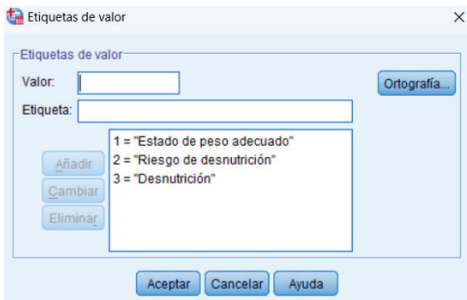 Etiquetas de valor
Etiquetas de valor
Valor:
Ortografía...
Etiqueta:
1 = "Estado de peso adecuado"
2 = "Riesgo de desnutrición"
3 = "Desnutrición"
Añadir
Cambiar
Eliminar
Aceptar Cancelar Ayuda